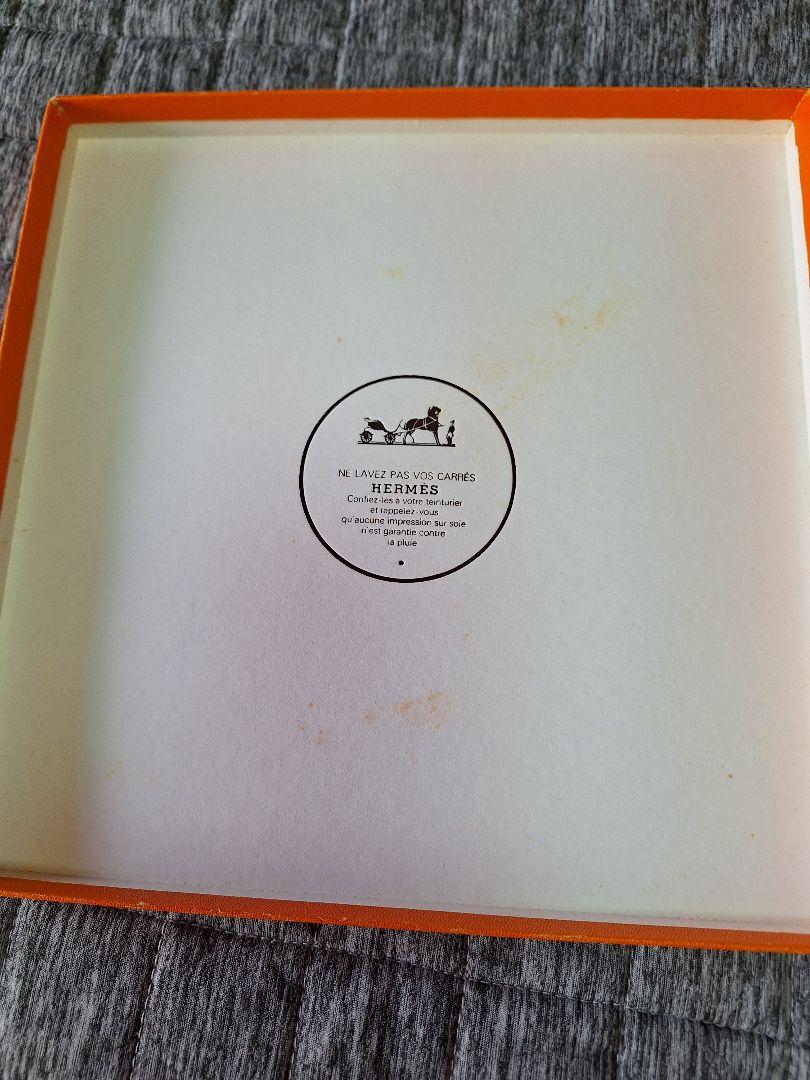 NE LAVEZ PAS VOS CARRÉS
HERMÈS
Confiez-les à votre teinturier
et rappelez-vous
qu'aucune impression sur soie
n'est garantie contre
la pluie